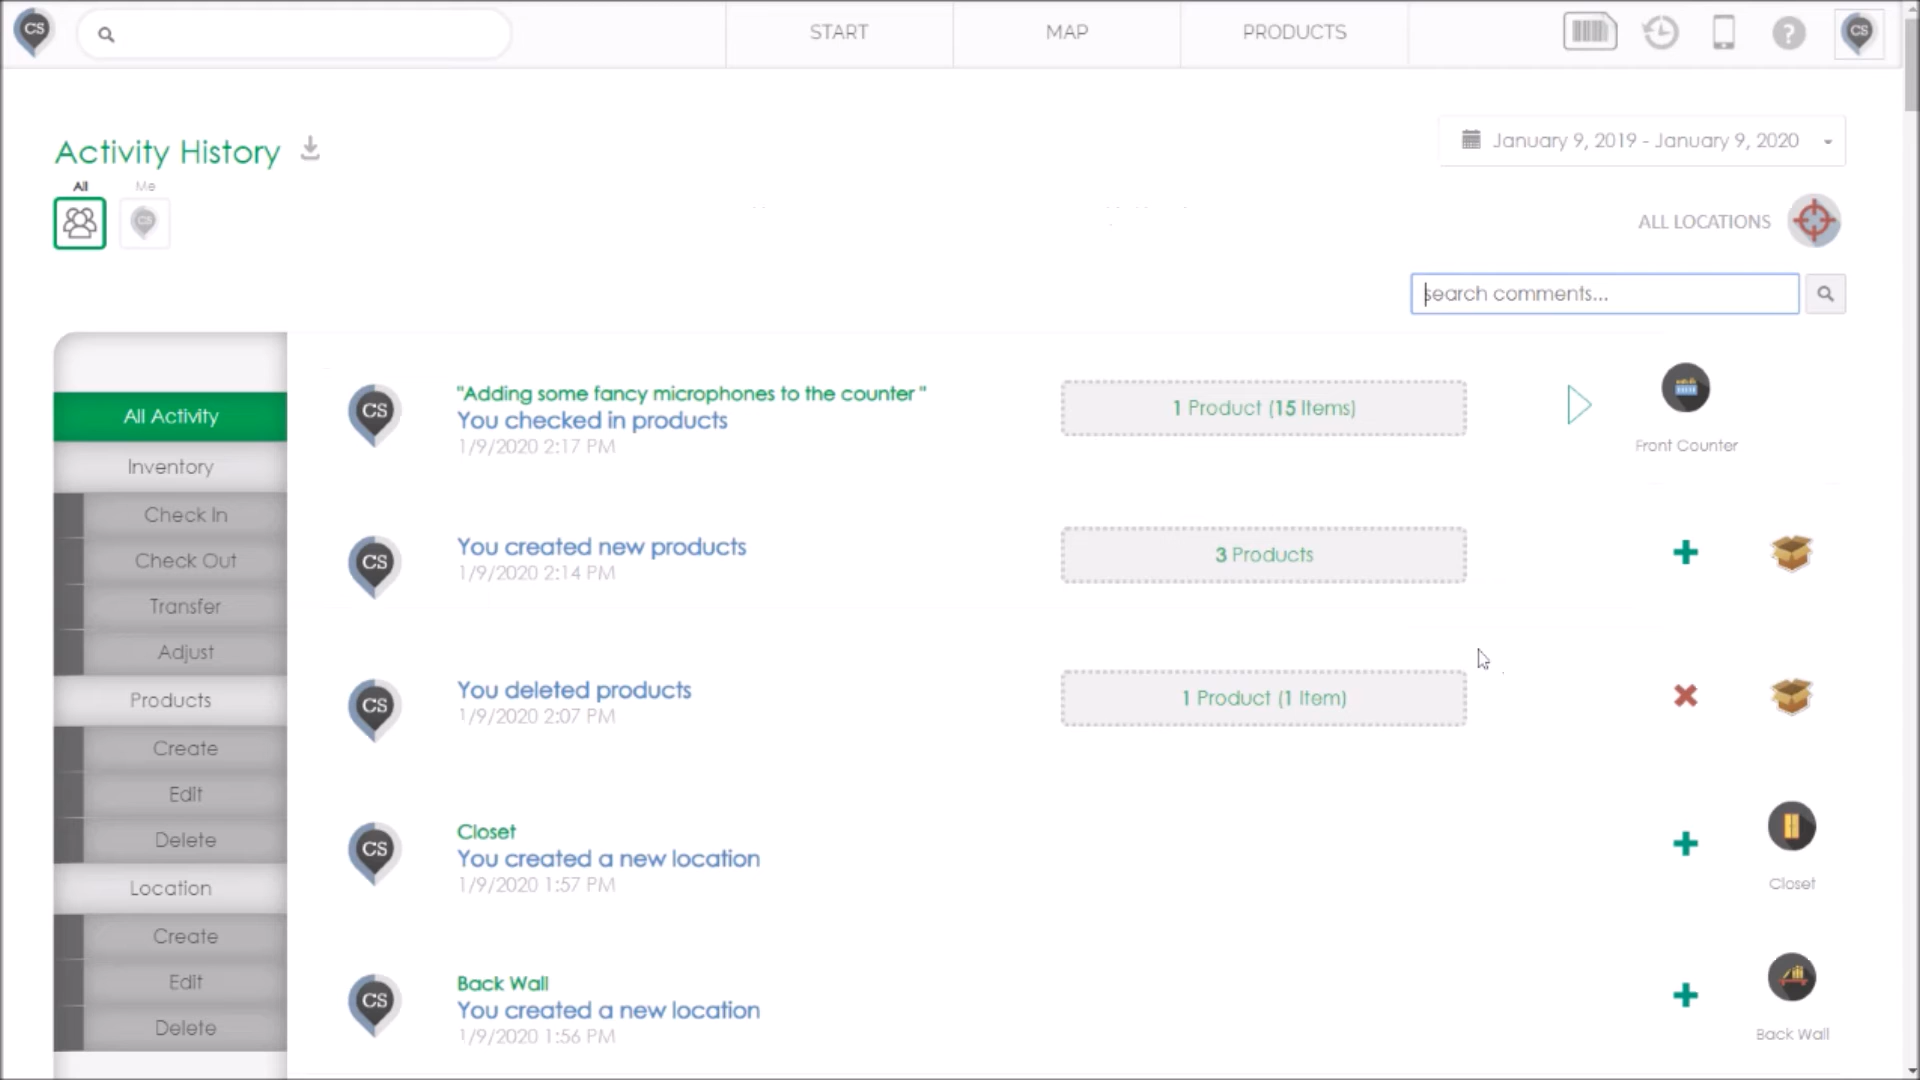 CS
START
MAP
PRODUCTS
?
CS
Activity History
January 9, 2019 - January 9, 2020
All
Me
CS
ALL LOCATIONS
search comments...
All Activity
Inventory
Check In
Check Out
Transfer
Adjust
Products
Create
Edit
Delete
Location
Create
Edit
Delete
CS
"Adding some fancy microphones to the counter "
You checked in products
1/9/2020 2:17 PM
1 Product (15 Items)
Front Counter
CS
You created new products
1/9/2020 2:14 PM
3 Products
CS
You deleted products
1/9/2020 2:07 PM
1 Product (1 Item)
CS
Closet
You created a new location
1/9/2020 1:57 PM
Closet
CS
Back Wall
You created a new location
1/9/2020 1:56 PM
Back Wall